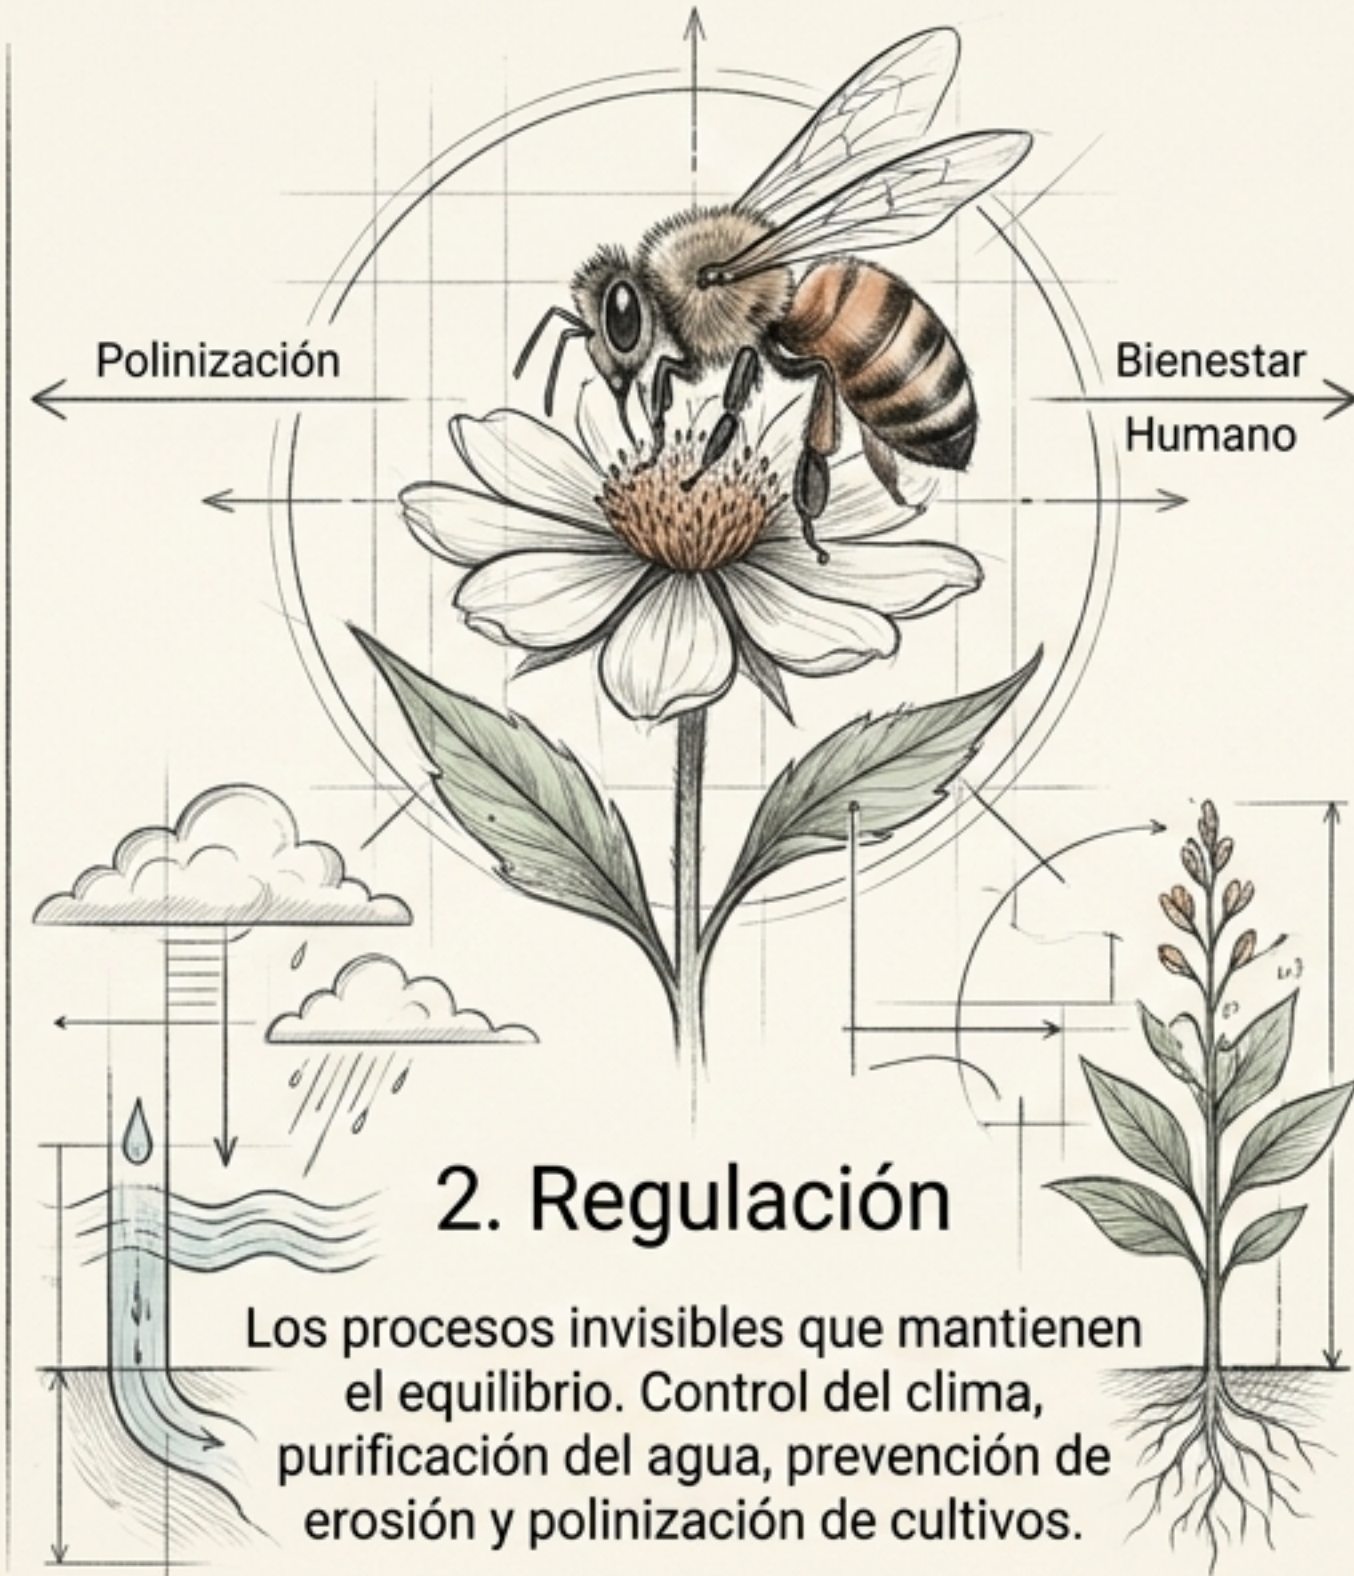 Polinización
Bienestar
Humano
2. Regulación
Los procesos invisibles que mantienen
el equilibrio. Control del clima,
purificación del agua, prevención de
erosión y polinización de cultivos.